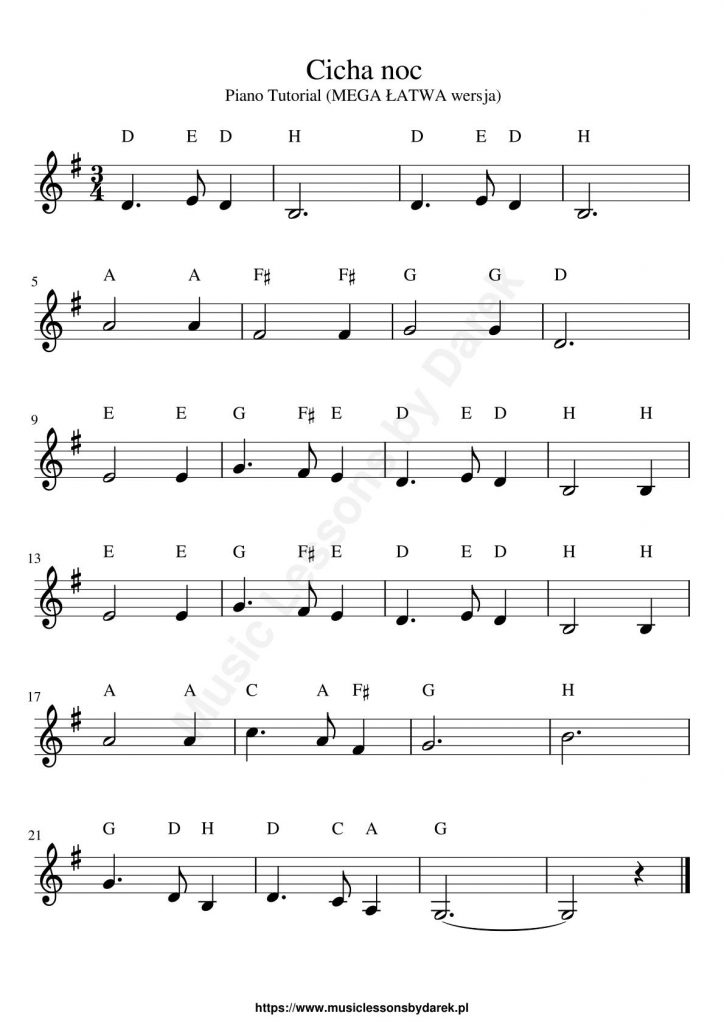 Cicha noc
Piano Tutorial (MEGA ŁATWA wersja)
D E D H D E D H
3
4
5
A A F♯ F♯ G G D
9
E E G F♯ E D E D H H
13
E E G F♯ E D E D H H
17
A A C A F♯ G H
21
G D H D C A G
Music Lessons by Darek
https://www.musiclessonsbydarek.pl